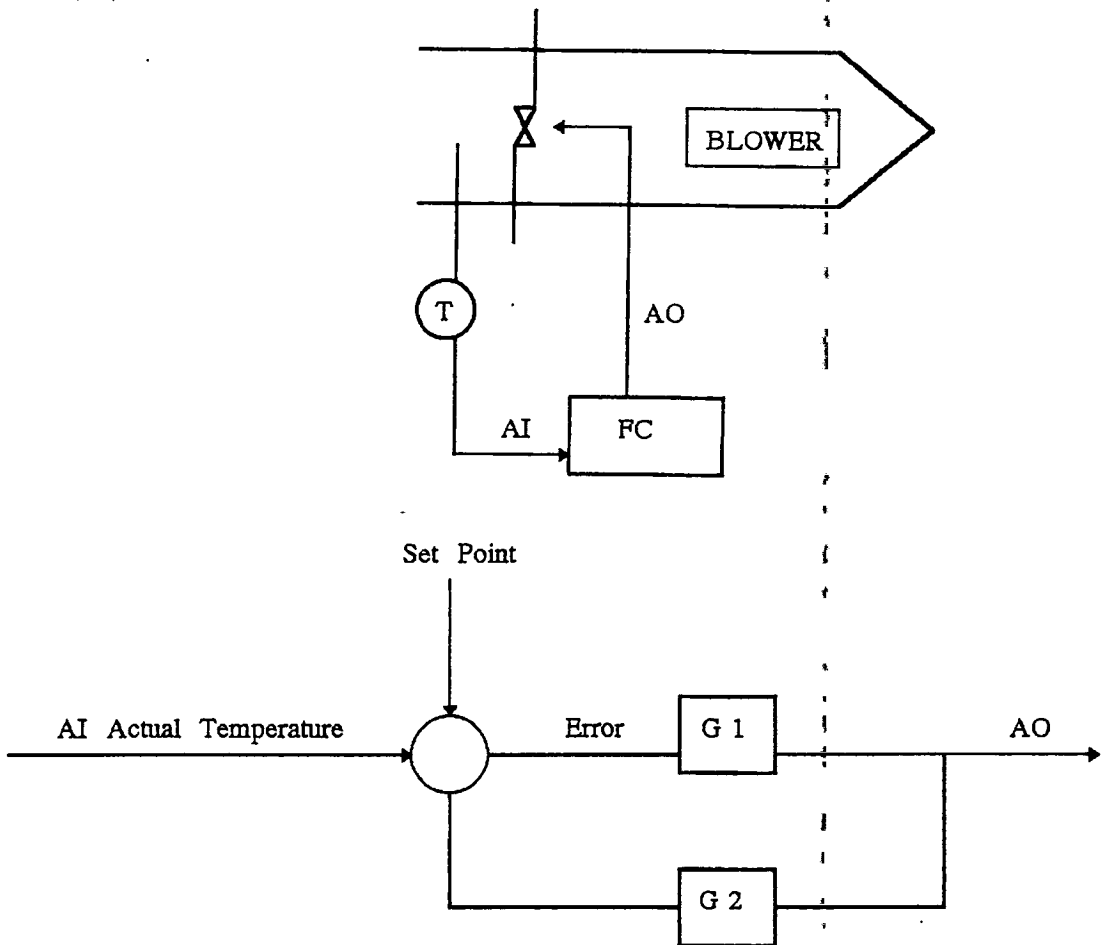 BLOWER
T
AO
AI
FC
Set Point
AI Actual Temperature
Error
G 1
AO
G 2